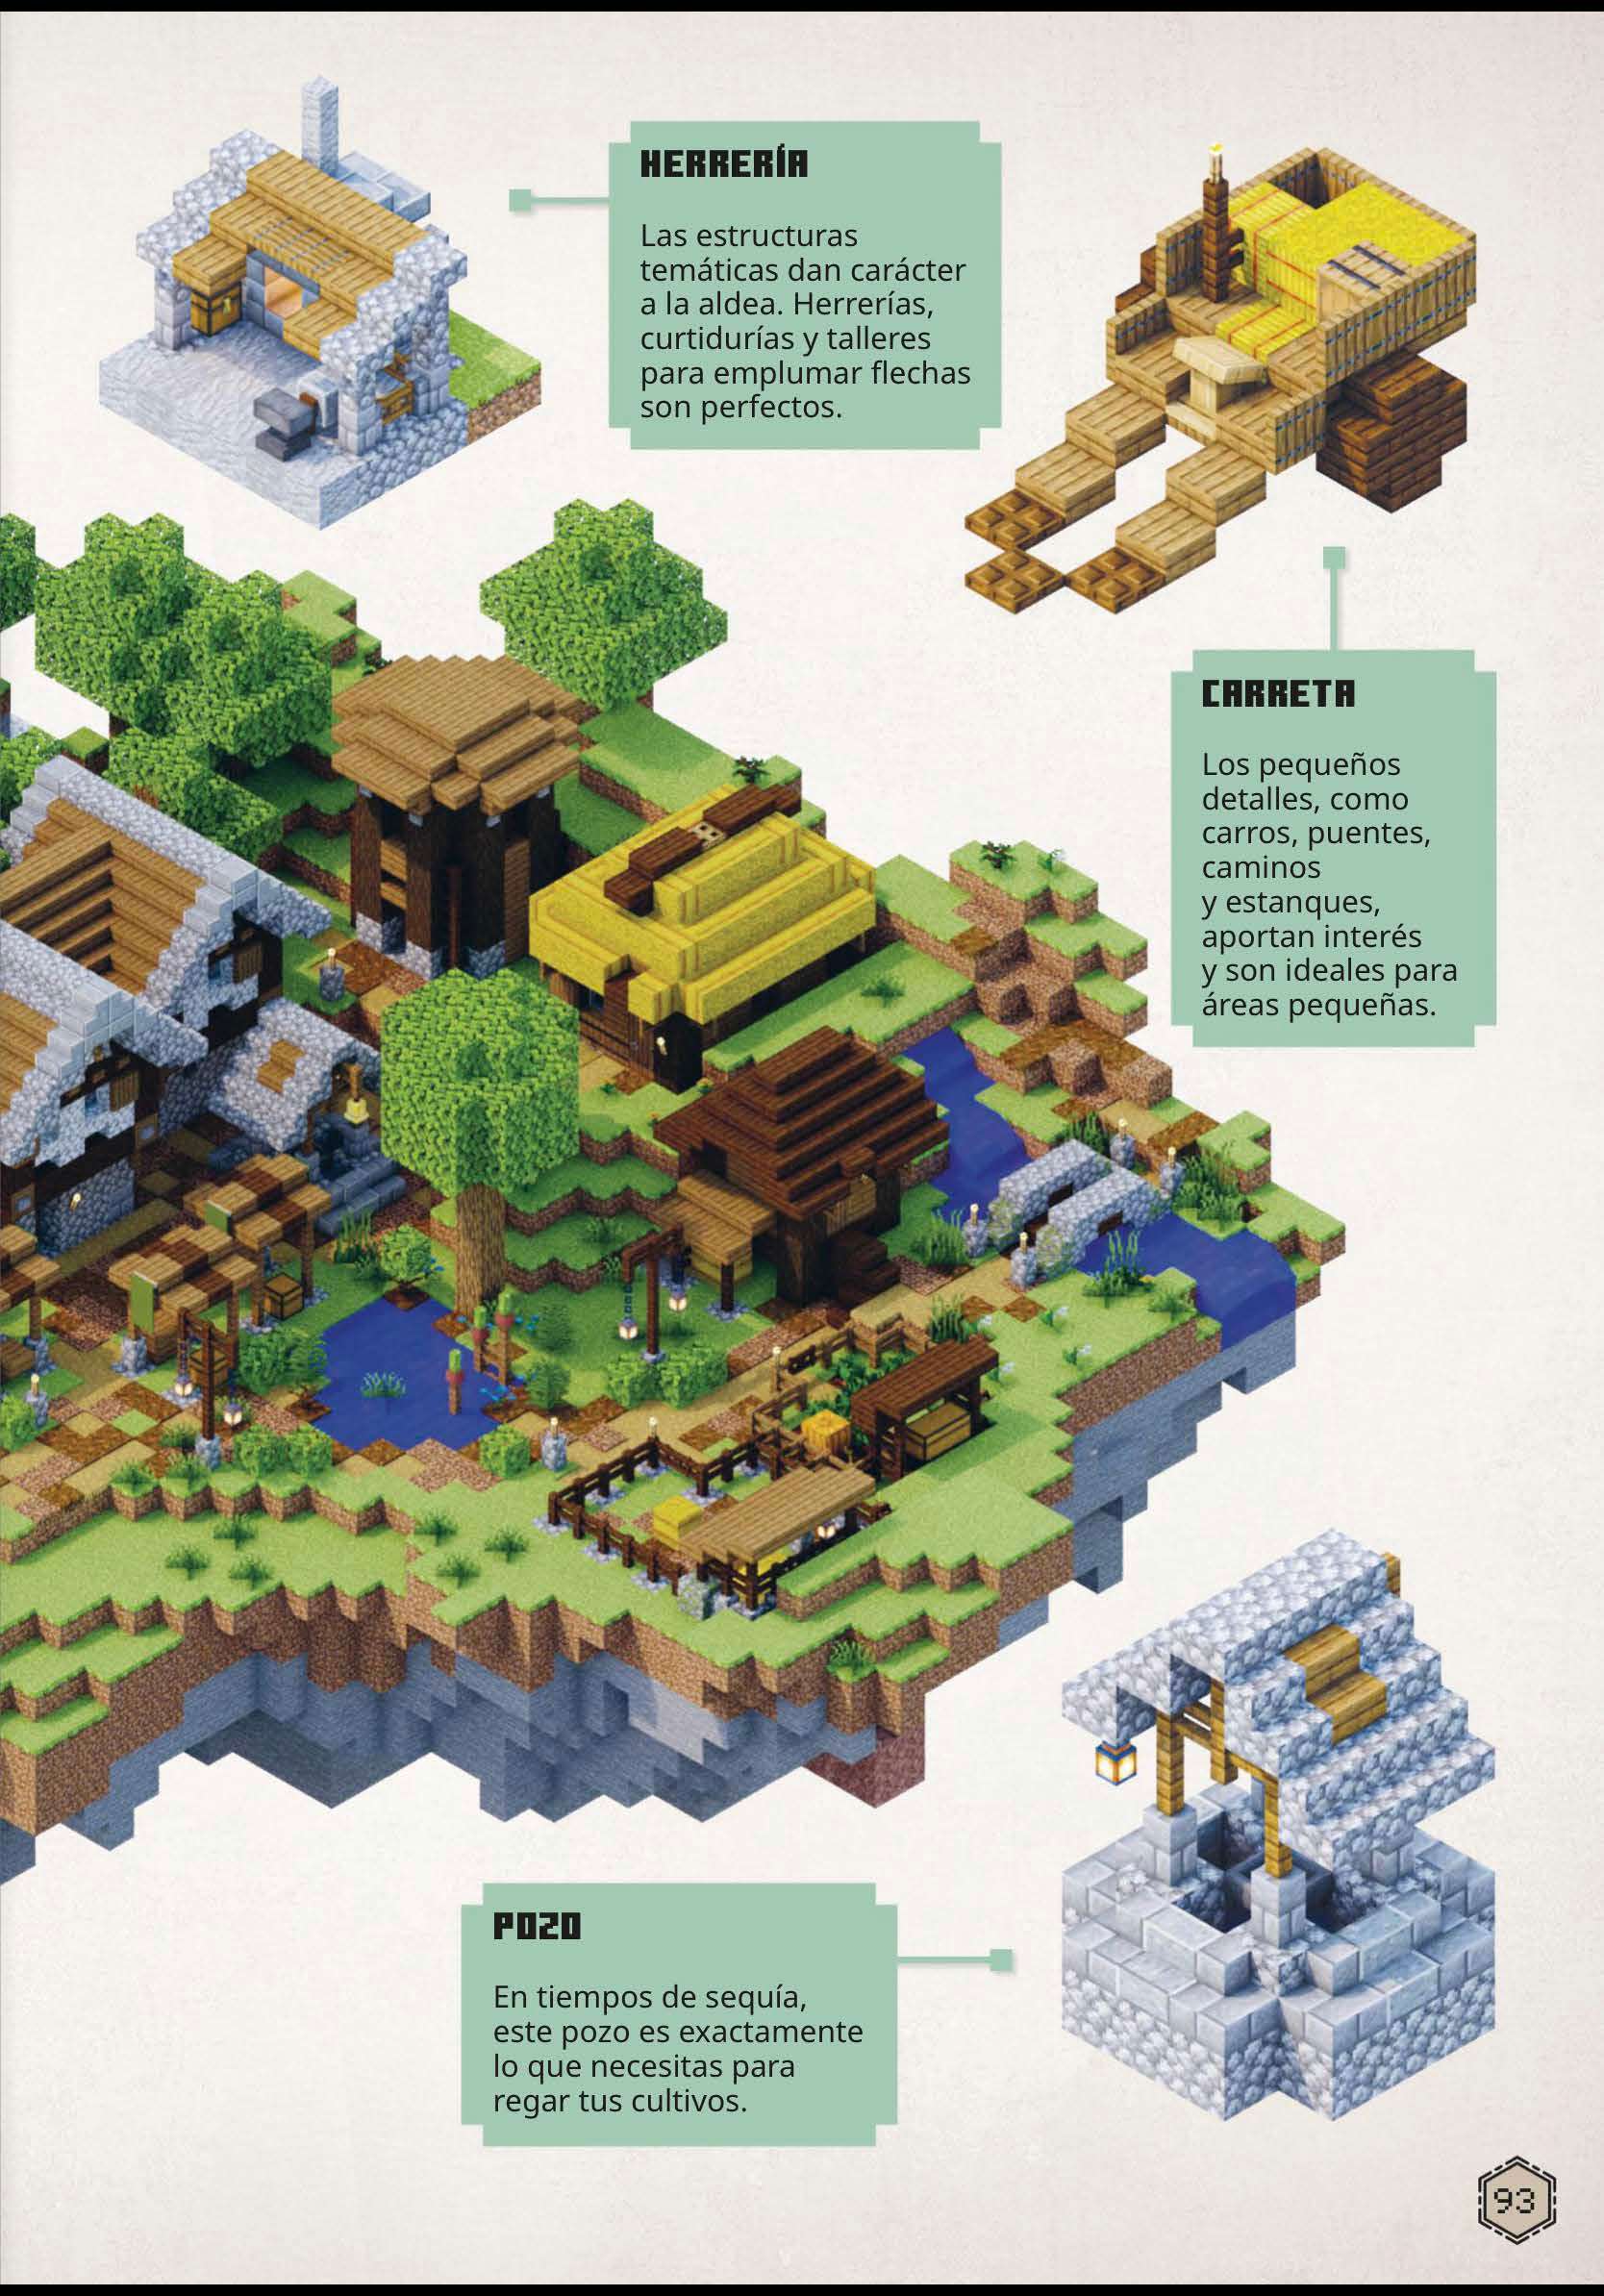 HERRERÍA
Las estructuras
temáticas dan carácter
a la aldea. Herrerías,
curtidurías y talleres
para emplumar flechas
son perfectos.
CARRETA
Los pequeños
detalles, como
carros, puentes,
caminos
y estanques,
aportan interés
y son ideales para
áreas pequeñas.
POZO
En tiempos de sequía,
este pozo es exactamente
lo que necesitas para
regar tus cultivos.
93